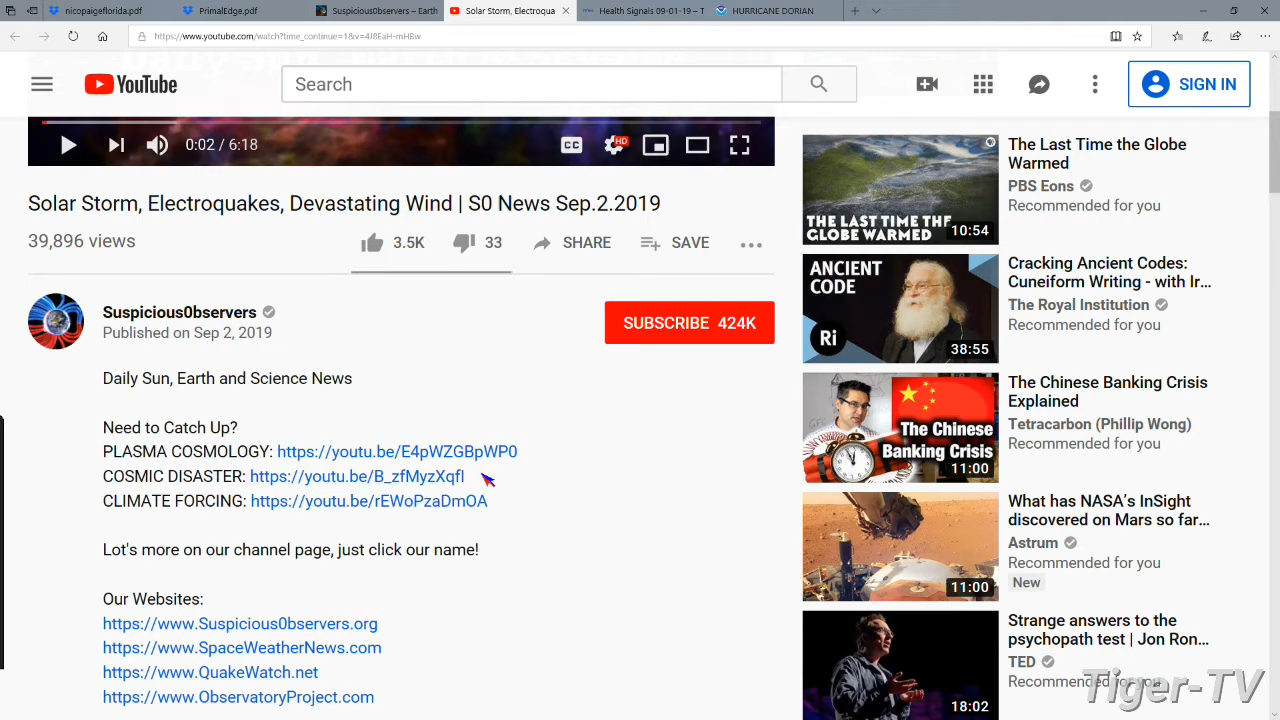 nicopaigeflorida.pdf
PrimalEdge.pdf
Suspicious0bservers – Earth
Solar Storm, Electroqua
Health Signals 09-01-19 – T
HURRICANE DORIAN
https://www.youtube.com/watch?time_continue=1&v=4J8EaH-mHBw
YouTube
Search
SIGN IN
CC
HD
0:02 / 6:18
Solar Storm, Electroquakes, Devastating Wind | S0 News Sep.2.2019
39,896 views
3.5K
33
SHARE
SAVE
Suspicious0bservers
Published on Sep 2, 2019
SUBSCRIBE 424K
Daily Sun, Earth and Science News
Need to Catch Up?
PLASMA COSMOLOGY: https://youtu.be/E4pWZGBpWP0
COSMIC DISASTER: https://youtu.be/B_zfMyzXqfI
CLIMATE FORCING: https://youtu.be/rEWoPzaDmOA
Lot's more on our channel page, just click our name!
Our Websites:
https://www.Suspicious0bservers.org
https://www.SpaceWeatherNews.com
https://www.QuakeWatch.net
https://www.ObservatoryProject.com
THE LAST TIME THE
GLOBE WARMED
10:54
The Last Time the Globe
Warmed
PBS Eons
Recommended for you
ANCIENT
CODE
Ri
38:55
Cracking Ancient Codes:
Cuneiform Writing - with Ir...
The Royal Institution
Recommended for you
The Chinese
Banking Crisis
11:00
The Chinese Banking Crisis
Explained
Tetracarbon (Phillip Wong)
Recommended for you
11:00
What has NASA’s InSight
discovered on Mars so far...
Astrum
Recommended for you
New
18:02
Strange answers to the
psychopath test | Jon Ron...
TED
Recommended for you
Tiger-TV